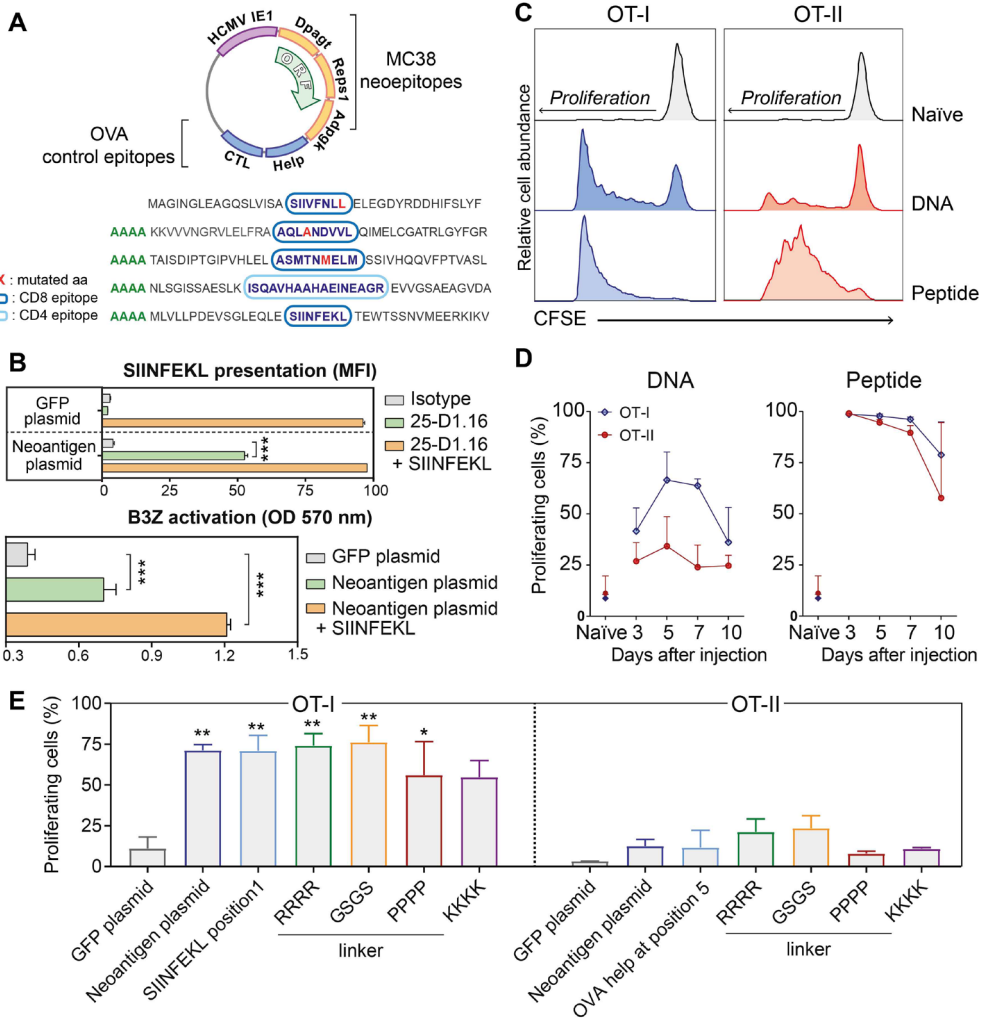 A
HCMV IE1
Dpagt
Reps1
Adpgk
Help
CTL
ORF
MC38
neoepitopes
OVA
control epitopes
MAGINGLEAGQSLVISA SIIVFNLL ELEGDYRDDHIFSLYF
AAAA KKVVVNGRVLELFRA AQLANDVVL QIMELCGATRLGYFGR
AAAA TAISDIPTGIPVHLEL ASMTNMELM SSIVHQQVFPTVASL
AAAA NLSGISSAESLK ISQAVHAAHAEINEAGR EVVGSAEAGVDA
AAAA MLVLLPDEVSGLEQLE SIINFEKL TEWTSSNVMEERKIKV
X : mutated aa
: CD8 epitope
: CD4 epitope
B
SIINFEKL presentation (MFI)
GFP
plasmid
Neoantigen
plasmid
***
0 25 50 75 100
Isotype
25-D1.16
25-D1.16
+ SIINFEKL
B3Z activation (OD 570 nm)
***
***
0.3 0.6 0.9 1.2 1.5
GFP plasmid
Neoantigen plasmid
Neoantigen plasmid
+ SIINFEKL
C
OT-I OT-II
Relative cell abundance
Proliferation Proliferation
Naïve
DNA
Peptide
CFSE
D
DNA Peptide
Proliferating cells (%)
100
75
50
25
0
OT-I
OT-II
Naïve 3 5 7 10
Days after injection
100
75
50
25
0
Naïve 3 5 7 10
Days after injection
E
OT-I OT-II
Proliferating cells (%)
100
75
50
25
0
** ** ** ** *
GFP plasmid
Neoantigen plasmid
SIINFEKL position1
RRRR
GSGS
PPPP
KKKK
linker
GFP plasmid
Neoantigen plasmid
OVA help at position 5
RRRR
GSGS
PPPP
KKKK
linker